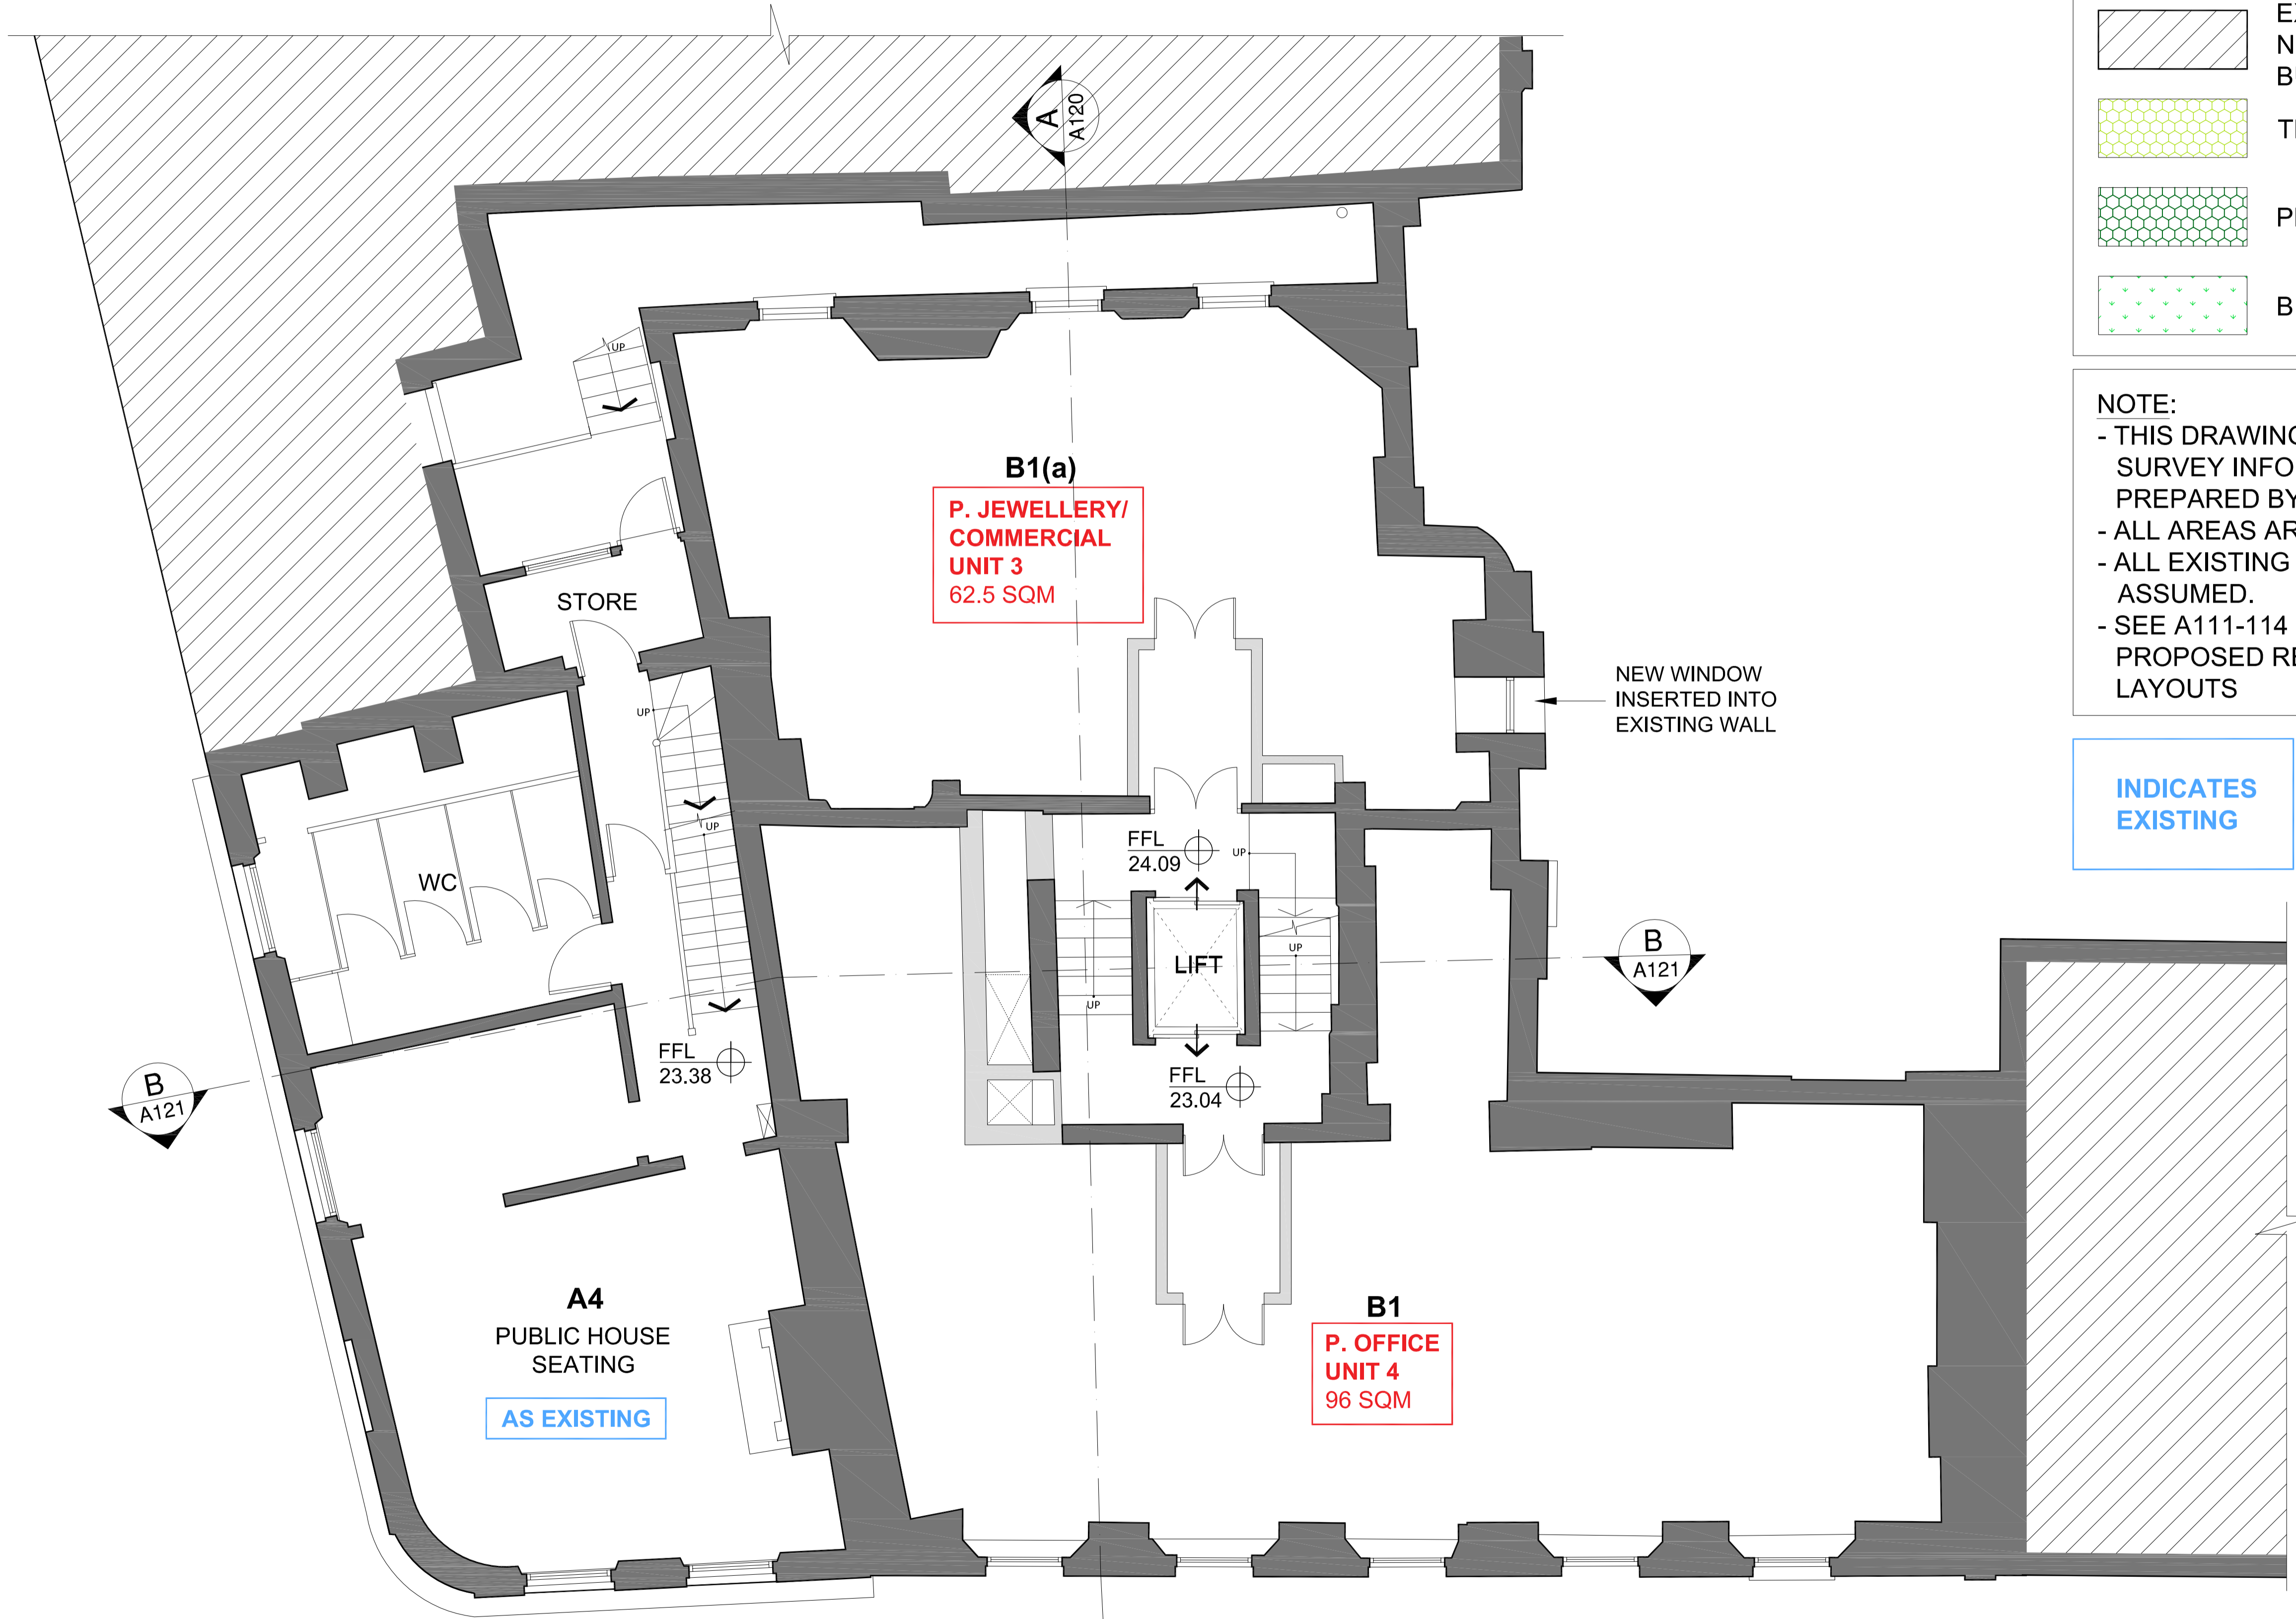 A
A120
UP
B1(a)
P. JEWELLERY/
COMMERCIAL
UNIT 3
62.5 SQM
STORE
UP
NEW WINDOW
INSERTED INTO
EXISTING WALL
UP
WC
FFL
24.09
UP
LIFT
UP
UP
B
A121
FFL
23.38
FFL
23.04
B
A121
A4
PUBLIC HOUSE
SEATING
AS EXISTING
B1
P. OFFICE
UNIT 4
96 SQM
NOTE:
- THIS DRAWING
SURVEY INFO
PREPARED BY
- ALL AREAS AR
- ALL EXISTING
ASSUMED.
- SEE A111-114
PROPOSED RE
LAYOUTS
INDICATES
EXISTING